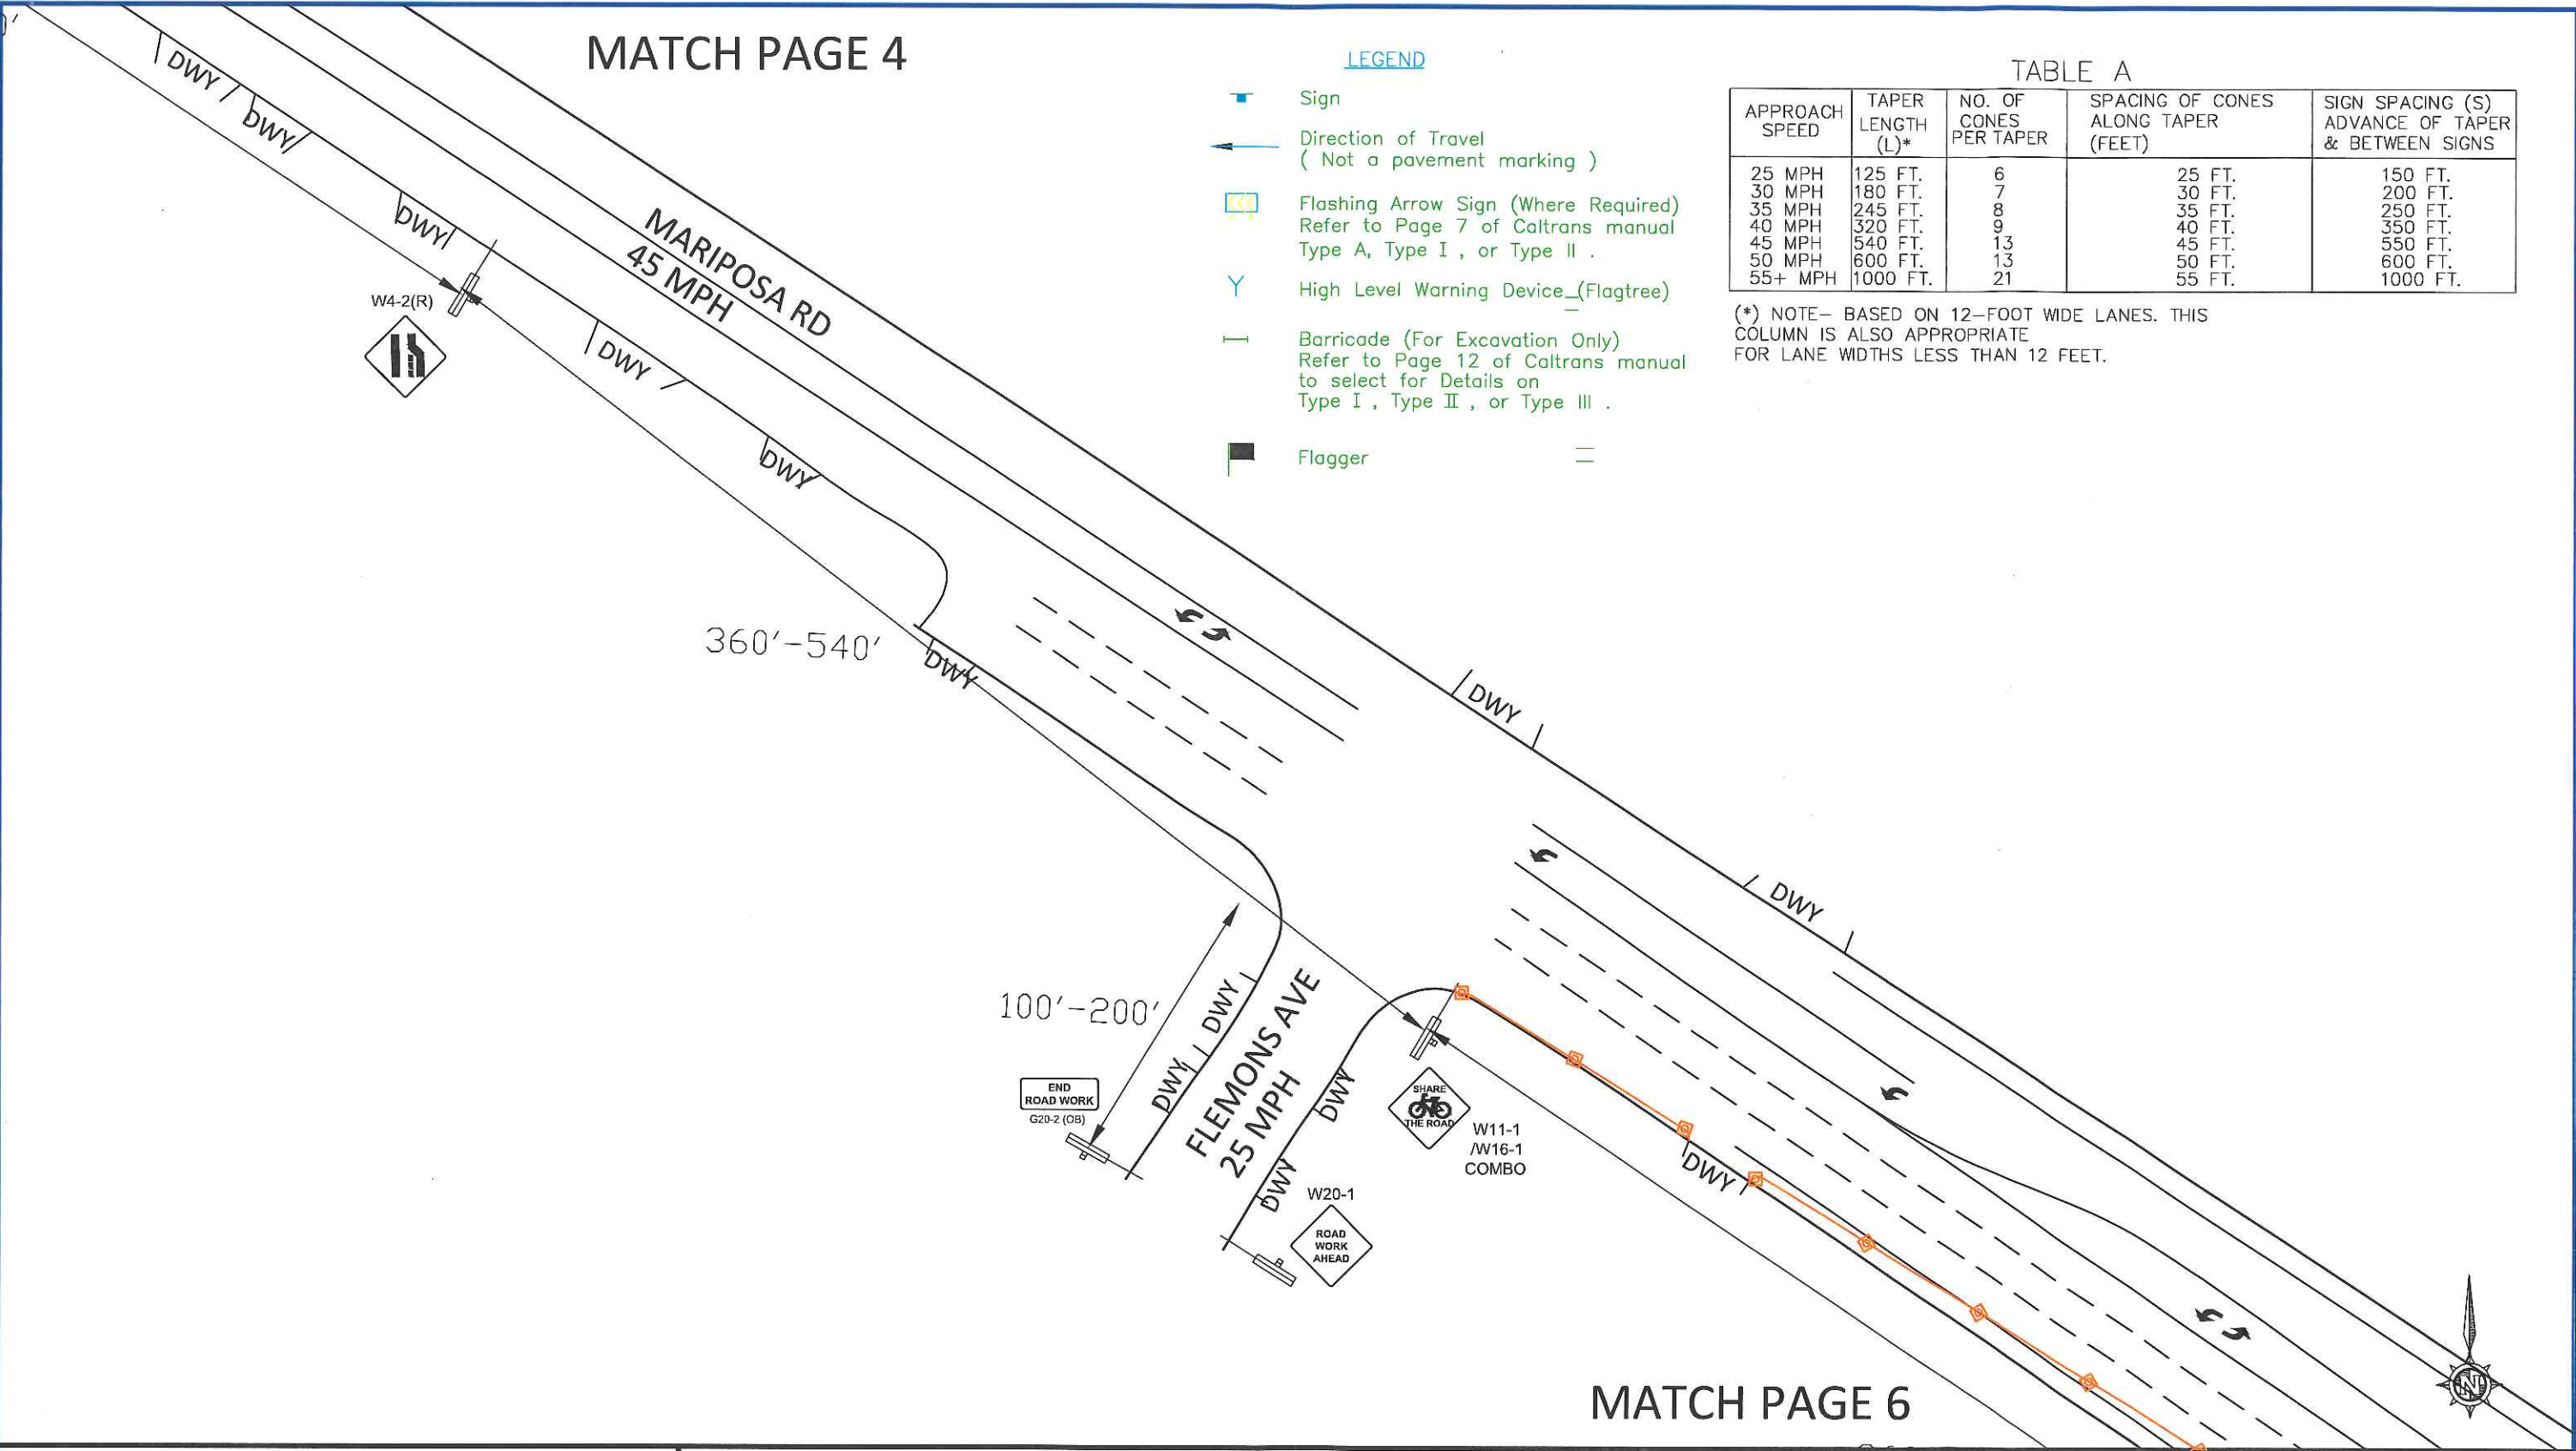 MATCH PAGE 4
LEGEND
Sign
Direction of Travel
( Not a pavement marking )
Flashing Arrow Sign (Where Required)
Refer to Page 7 of Caltrans manual
Type A, Type I , or Type II .
Y
High Level Warning Device_(Flagtree)
Barricade (For Excavation Only)
Refer to Page 12 of Caltrans manual
to select for Details on
Type I , Type II , or Type III .
Flagger
TABLE A
APPROACH SPEED | TAPER LENGTH (L)* | NO. OF CONES PER TAPER | SPACING OF CONES ALONG TAPER (FEET) | SIGN SPACING (S) ADVANCE OF TAPER & BETWEEN SIGNS
25 MPH 125 FT. 6 25 FT. 150 FT.
30 MPH 180 FT. 7 30 FT. 200 FT.
35 MPH 245 FT. 8 35 FT. 250 FT.
40 MPH 320 FT. 9 40 FT. 350 FT.
45 MPH 540 FT. 13 45 FT. 550 FT.
50 MPH 600 FT. 13 50 FT. 600 FT.
55+ MPH 1000 FT. 21 55 FT. 1000 FT.
(*) NOTE- BASED ON 12-FOOT WIDE LANES. THIS
COLUMN IS ALSO APPROPRIATE
FOR LANE WIDTHS LESS THAN 12 FEET.
DWY
DWY
DWY
MARIPOSA RD
45 MPH
W4-2(R)
DWY
DWY
360'-540'
DWY
DWY
DWY
100'-200'
DWY
DWY
FLEMONS AVE
25 MPH
DWY
DWY
END
ROAD WORK
G20-2 (OB)
SHARE
THE ROAD
W11-1
/W16-1
COMBO
DWY
W20-1
ROAD
WORK
AHEAD
MATCH PAGE 6
N